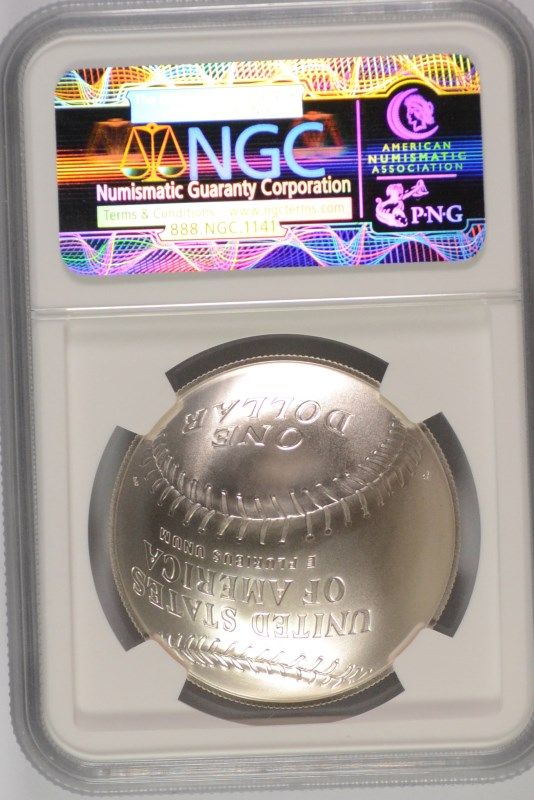 NGC
Numismatic Guaranty Corporation
Terms & Conditions www.ngcterms.com
888.NGC.1141
AMERICAN
NUMISMATIC
ASSOCIATION
P·N·G
UNITED STATES
OF AMERICA
E PLURIBUS UNUM
ONE
DOLLAR